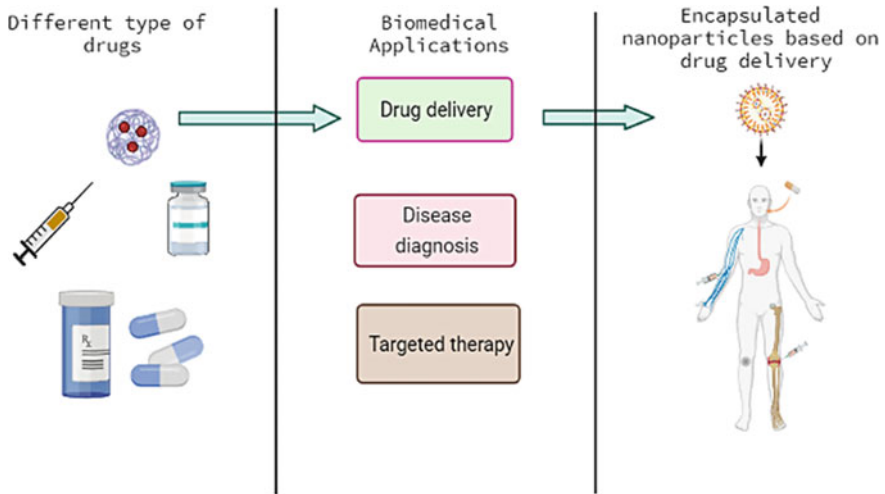 Different type of
drugs
Biomedical
Applications
Encapsulated
nanoparticles based on
drug delivery
Drug delivery
Disease
diagnosis
Targeted therapy
Rx